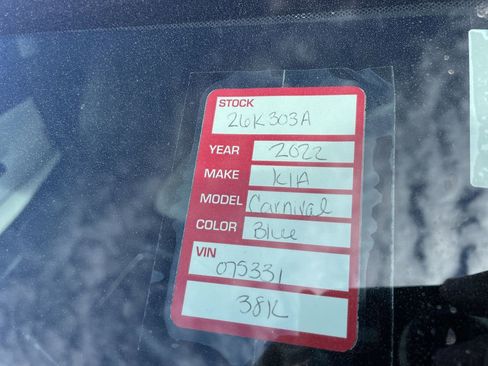 STOCK
26K303A
YEAR 2022
MAKE KIA
MODEL Carnival
COLOR Blue
VIN
075331
38K